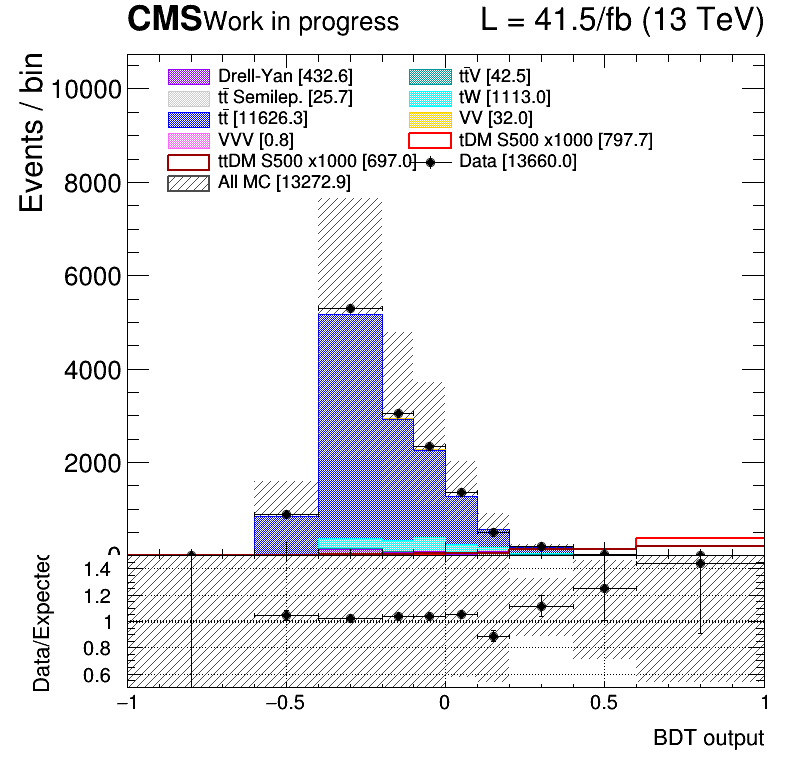 CMS Work in progress L = 41.5/fb (13 TeV)
Events / bin
Drell-Yan [432.6] tt̄V [42.5]
tt̄ Semilep. [25.7] tW [1113.0]
tt̄ [11626.3] VV [32.0]
VVV [0.8] tDM S500 x1000 [797.7]
ttDM S500 x1000 [697.0] Data [13660.0]
All MC [13272.9]
10000
8000
6000
4000
2000
0
Data/Expected
1.4
1.2
1
0.8
0.6
−1 −0.5 0 0.5 1
BDT output